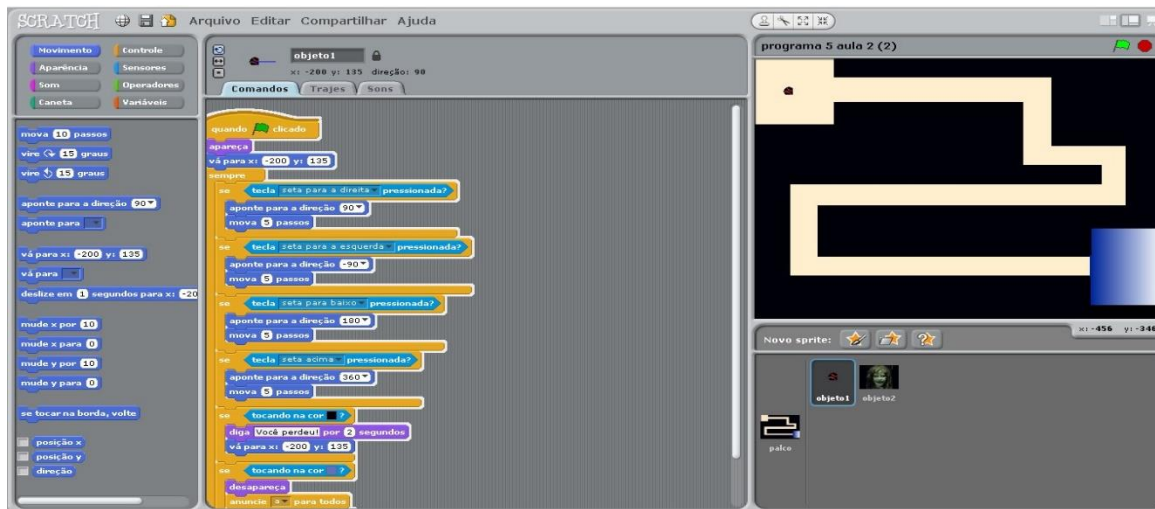 SCRATCH Arquivo Editar Compartilhar Ajuda
Movimento Controle
Aparência Sensores
Som Operadores
Caneta Variáveis
mova 10 passos
vire 15 graus
vire 15 graus
aponte para a direção 90
aponte para
vá para x: -200 y: 135
vá para
deslize em 1 segundos para x: -20
mude x por 10
mude x para 0
mude y por 10
mude y para 0
se tocar na borda, volte
posição x
posição y
direção
objeto1
x: -200 y: 135 direção: 90
Comandos Trajes Sons
quando clicado
apareça
vá para x: -200 y: 135
sempre
se tecla seta para a direita pressionada?
aponte para a direção 90
mova 5 passos
se tecla seta para a esquerda pressionada?
aponte para a direção -90
mova 5 passos
se tecla seta para baixo pressionada?
aponte para a direção 180
mova 5 passos
se tecla seta acima pressionada?
aponte para a direção 360
mova 5 passos
se tocando na cor ?
diga Você perdeu! por 2 segundos
vá para x: -200 y: 135
se tocando na cor ?
desapareça
anuncie para todos
programa 5 aula 2 (2)
x: -456 y: -346
Novo sprite:
objeto1 objeto2
palco